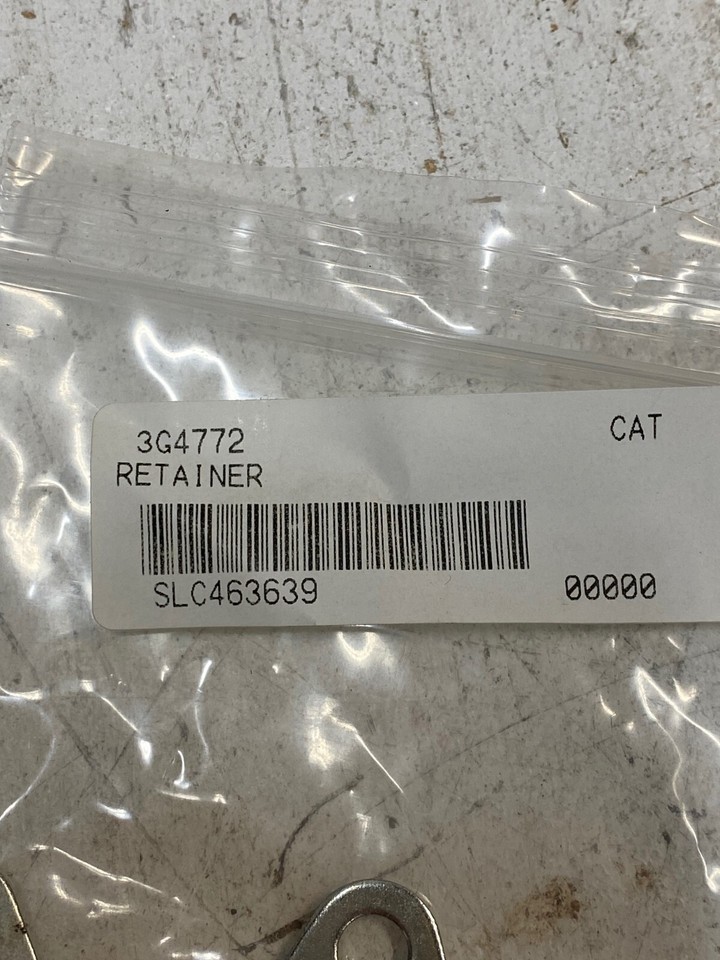 3G4772
CAT
RETAINER
SLC463639
00000